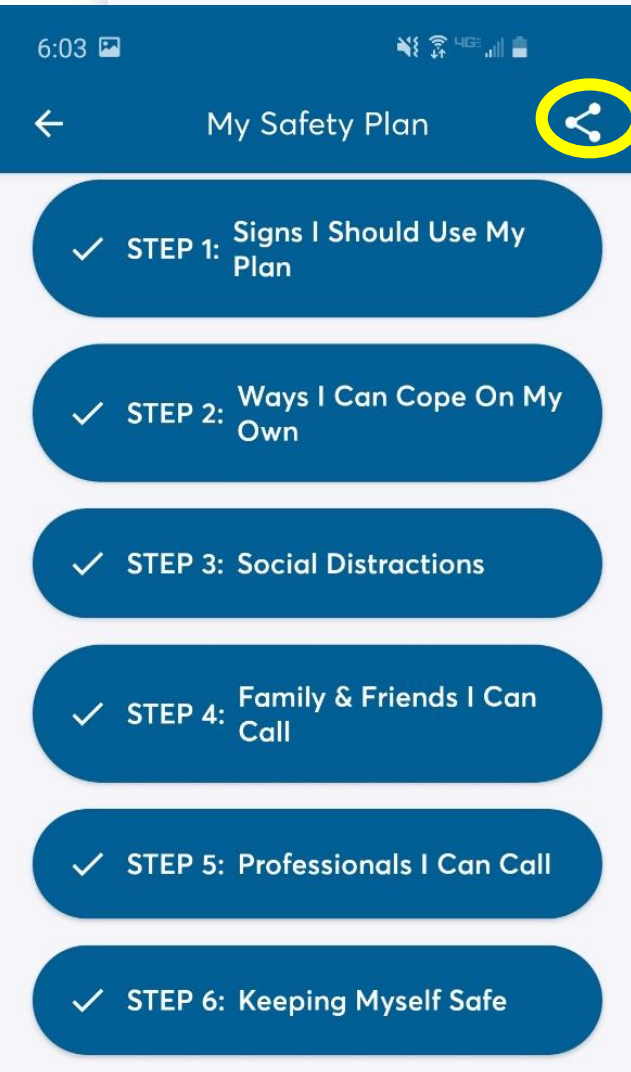 6:03 4GE
My Safety Plan
STEP 1: Signs I Should Use My
Plan
STEP 2: Ways I Can Cope On My
Own
STEP 3: Social Distractions
STEP 4: Family & Friends I Can
Call
STEP 5: Professionals I Can Call
STEP 6: Keeping Myself Safe